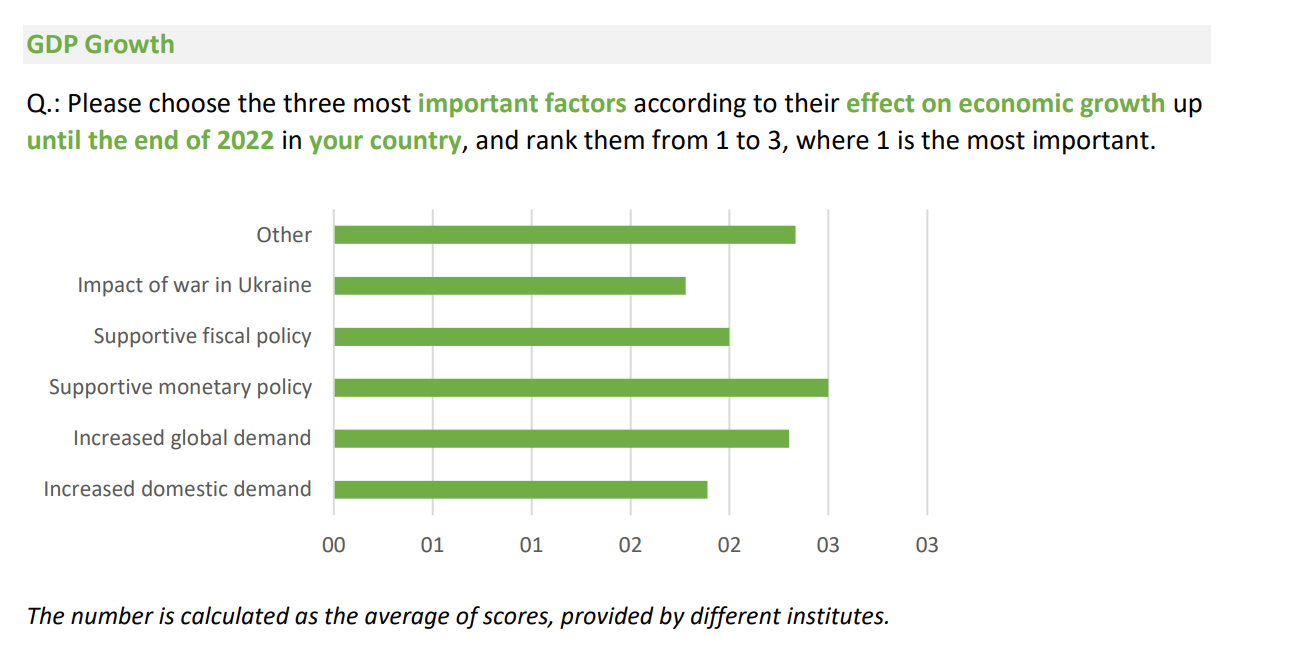 GDP Growth
Q.: Please choose the three most important factors according to their effect on economic growth up
until the end of 2022 in your country, and rank them from 1 to 3, where 1 is the most important.
Other
Impact of war in Ukraine
Supportive fiscal policy
Supportive monetary policy
Increased global demand
Increased domestic demand
00 01 01 02 02 03 03
The number is calculated as the average of scores, provided by different institutes.